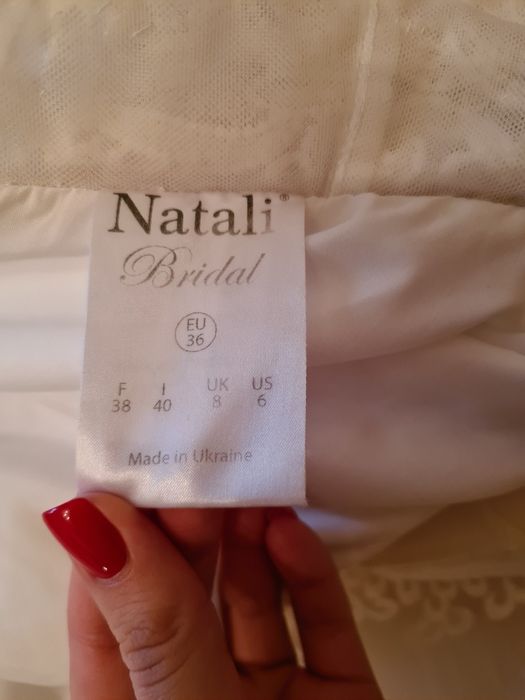 Natali®
Bridal
EU
36
F I UK US
38 40 8 6
Made in Ukraine